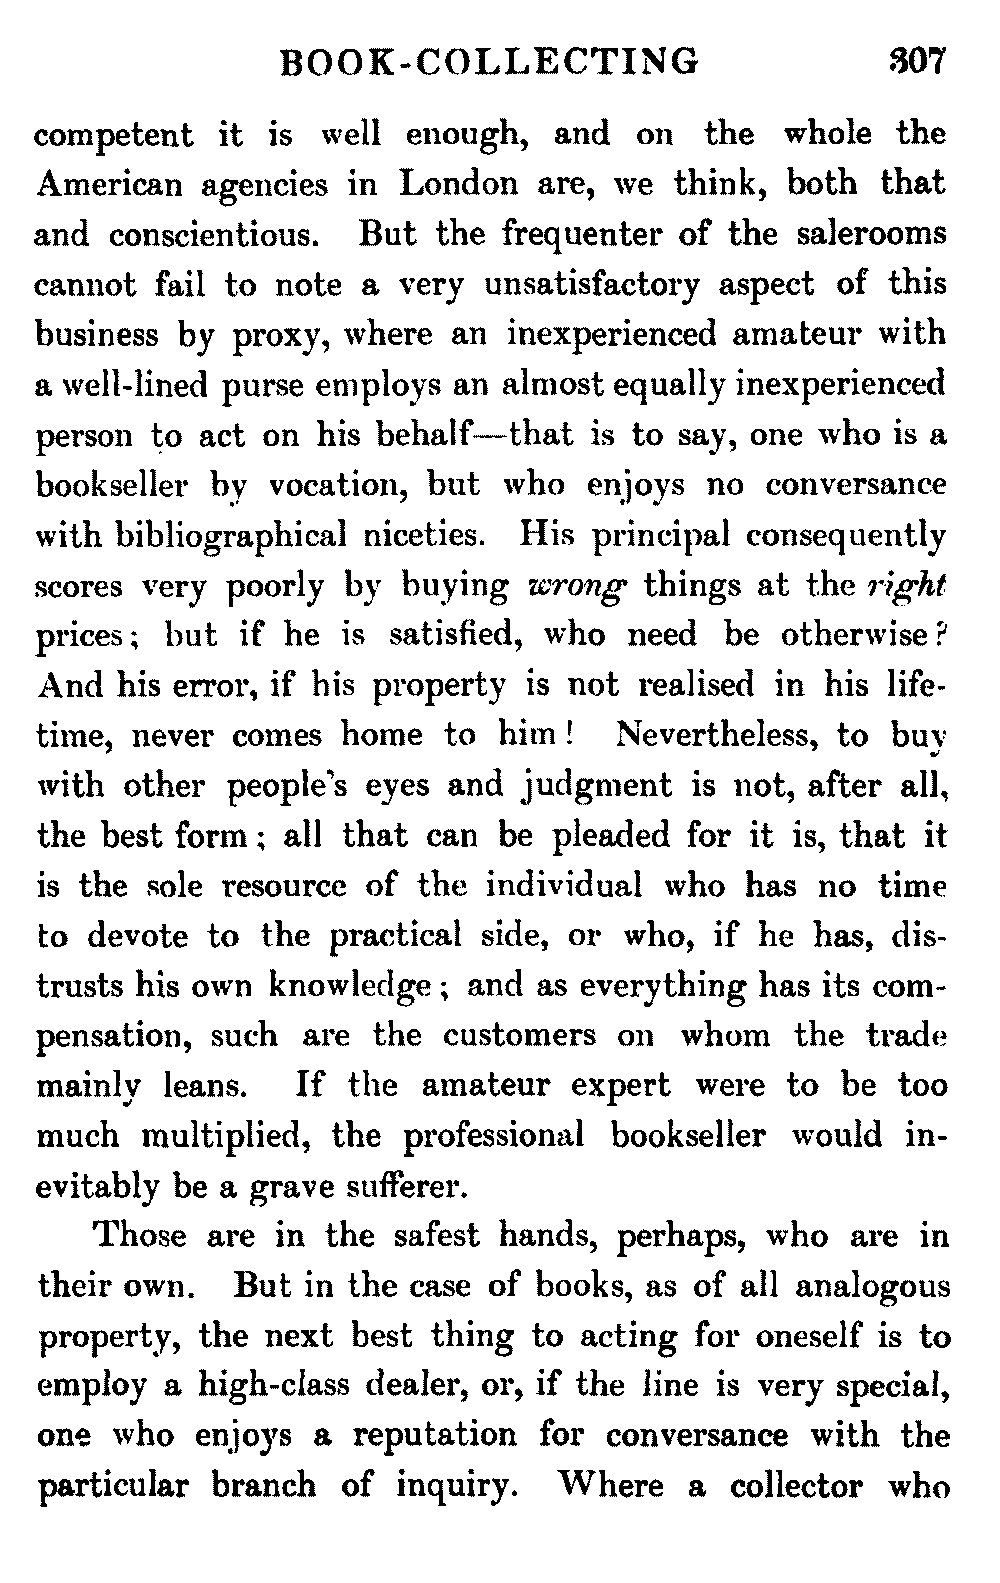 BOOK-COLLECTING 307
competent it is well enough, and on the whole the
American agencies in London are, we think, both that
and conscientious. But the frequenter of the salerooms
cannot fail to note a very unsatisfactory aspect of this
business by proxy, where an inexperienced amateur with
a well-lined purse employs an almost equally inexperienced
person to act on his behalf—that is to say, one who is a
bookseller by vocation, but who enjoys no conversance
with bibliographical niceties. His principal consequently
scores very poorly by buying wrong things at the right
prices; but if he is satisfied, who need be otherwise?
And his error, if his property is not realised in his life-
time, never comes home to him! Nevertheless, to buy
with other people's eyes and judgment is not, after all,
the best form; all that can be pleaded for it is, that it
is the sole resource of the individual who has no time
to devote to the practical side, or who, if he has, dis-
trusts his own knowledge; and as everything has its com-
pensation, such are the customers on whom the trade
mainly leans. If the amateur expert were to be too
much multiplied, the professional bookseller would in-
evitably be a grave sufferer.
Those are in the safest hands, perhaps, who are in
their own. But in the case of books, as of all analogous
property, the next best thing to acting for oneself is to
employ a high-class dealer, or, if the line is very special,
one who enjoys a reputation for conversance with the
particular branch of inquiry. Where a collector who